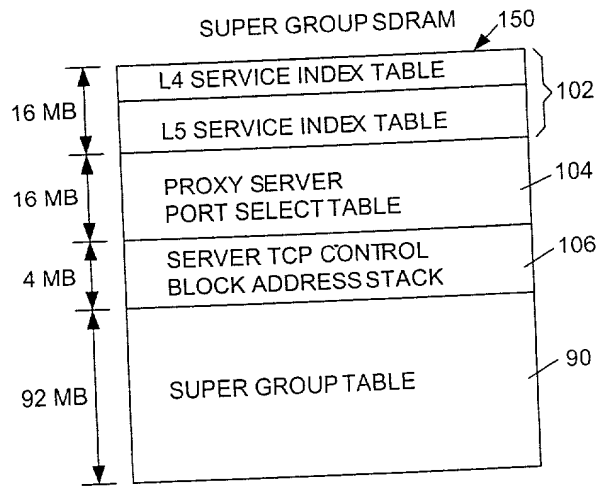 SUPER GROUP SDRAM
150
L4 SERVICE INDEX TABLE
102
16 MB
L5 SERVICE INDEX TABLE
16 MB
PROXY SERVER
PORT SELECT TABLE
104
4 MB
SERVER TCP CONTROL
BLOCK ADDRESS STACK
106
92 MB
SUPER GROUP TABLE
90